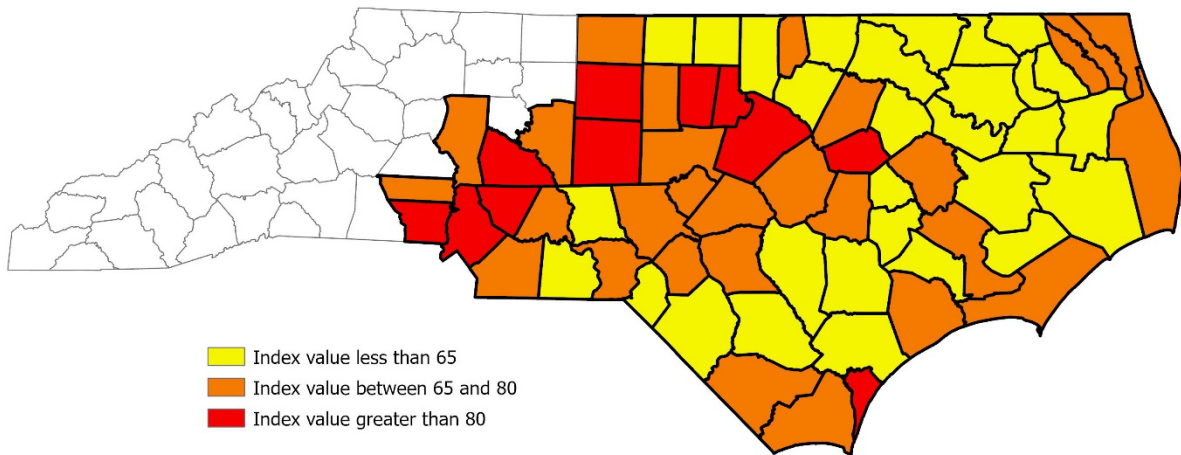 Index value less than 65
Index value between 65 and 80
Index value greater than 80